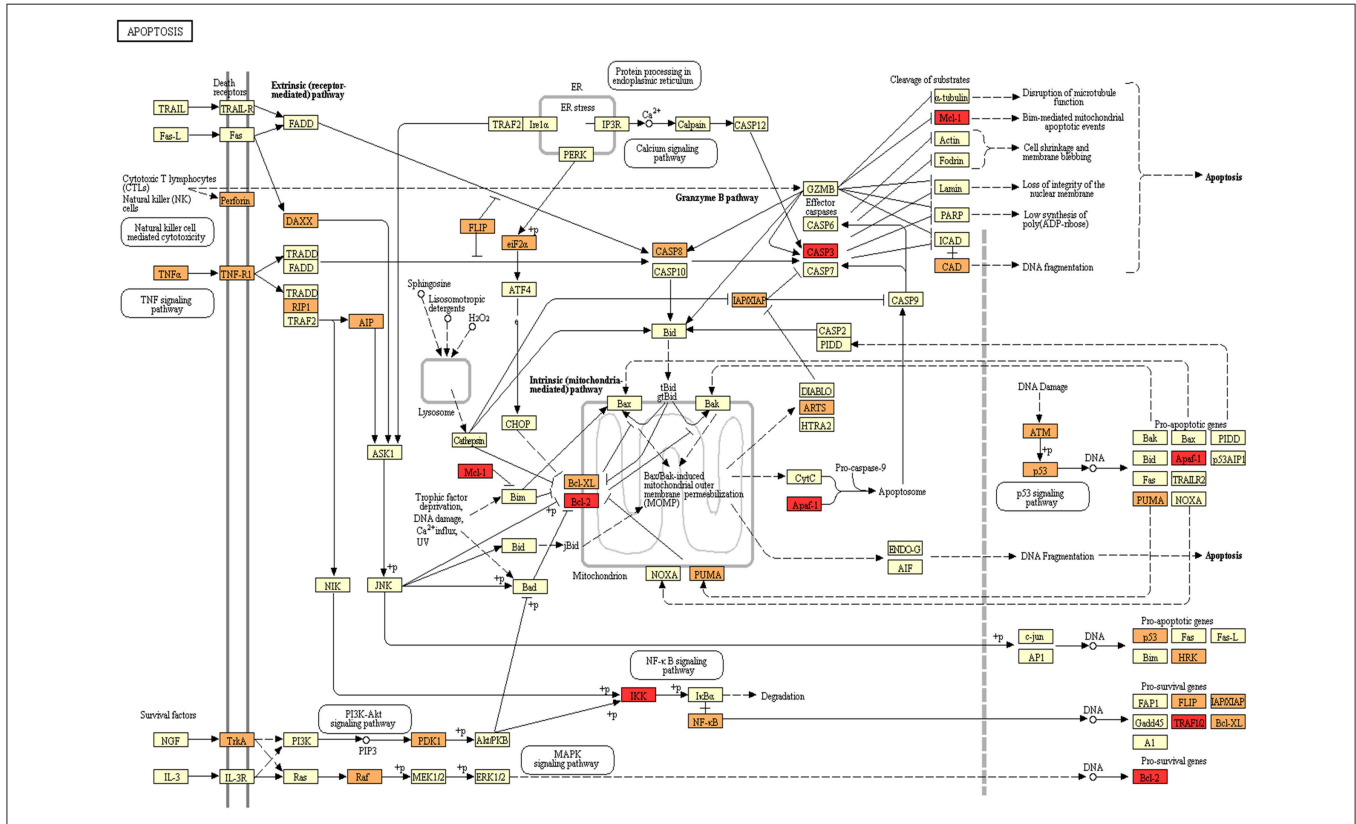 APOPTOSIS
Death
receptors
Extrinsic (receptor-
mediated) pathway
TRAIL
TRAIL-R
FADD
Fas-L
Fas
Cytotoxic T lymphocytes
(CTLs)
Natural killer (NK)
cells
Perforin
Natural killer cell
mediated cytotoxicity
DAXX
TNFα
TNF-R1
TRADD
FADD
TRADD
RIP1
TRAF2
AIP
TNF signaling
pathway
ER
Protein processing in
endoplasmic reticulum
ER stress
TRAF2
Ire1α
IP3R
Ca2+
Calpain
CASP12
PERK
Calcium signaling
pathway
Granzyme B pathway
FLIP
+p
eiF2α
ATF4
CHOP
CASP8
CASP10
GZMB
Effector
caspases
CASP6
CASP3
CASP7
CASP9
IAP/XIAP
Bid
CASP2
PIDD
Cleavage of substrates
α-tubulin
Disruption of microtubule
function
Mcl-1
Bim-mediated mitochondrial
apoptotic events
Actin
Fodrin
Cell shrinkage and
membrane blebbing
Lamin
Loss of integrity of the
nuclear membrane
PARP
Low synthesis of
poly(ADP-ribose)
ICAD
CAD
DNA fragmentation
Apoptosis
Sphingosine
Lisosomotropic
detergents
H2O2
Lysosome
Cathepsin
Intrinsic (mitochondria-
mediated) pathway
tBid
gtBid
Bax
Bak
DIABLO
ARTS
HTRA2
ASK1
Mcl-1
Bim
Bcl-XL
Bcl-2
+p
Bax/Bak-induced
mitochondrial outer
membrane permeabilization
(MOMP)
CytC
Pro-caspase-9
Apaf-1
Apoptosome
Trophic factor
deprivation,
DNA damage,
Ca2+ influx,
UV
+p
Bid
jBid
+p
Bad
+p
Mitochondrion
NOXA
PUMA
ENDO-G
AIF
DNA Fragmentation
Apoptosis
DNA Damage
ATM
+p
p53
DNA
p53 signaling
pathway
Pro-apoptotic genes
Bak
Bax
PIDD
Bid
Apaf-1
p53AIP1
Fas
TRAILR2
PUMA
NOXA
NIK
+p
JNK
+p
c-jun
AP1
DNA
Pro-apoptotic genes
p53
Fas
Fas-L
Bim
HRK
NF-κB signaling
pathway
+p
IKK
+p
+p
IκBα
Degradation
NF-κB
DNA
Pro-survival genes
FAP1
FLIP
IAP/XIAP
Gadd45
TRAF1/2
Bcl-XL
A1
Survival factors
NGF
TrkA
PI3K
PIP3
PI3K-Akt
signaling pathway
PDK1
+p
Akt/PKB
IL-3
IL-3R
Ras
Raf
+p
MEK1/2
+p
ERK1/2
MAPK
signaling pathway
DNA
Pro-survival genes
Bcl-2